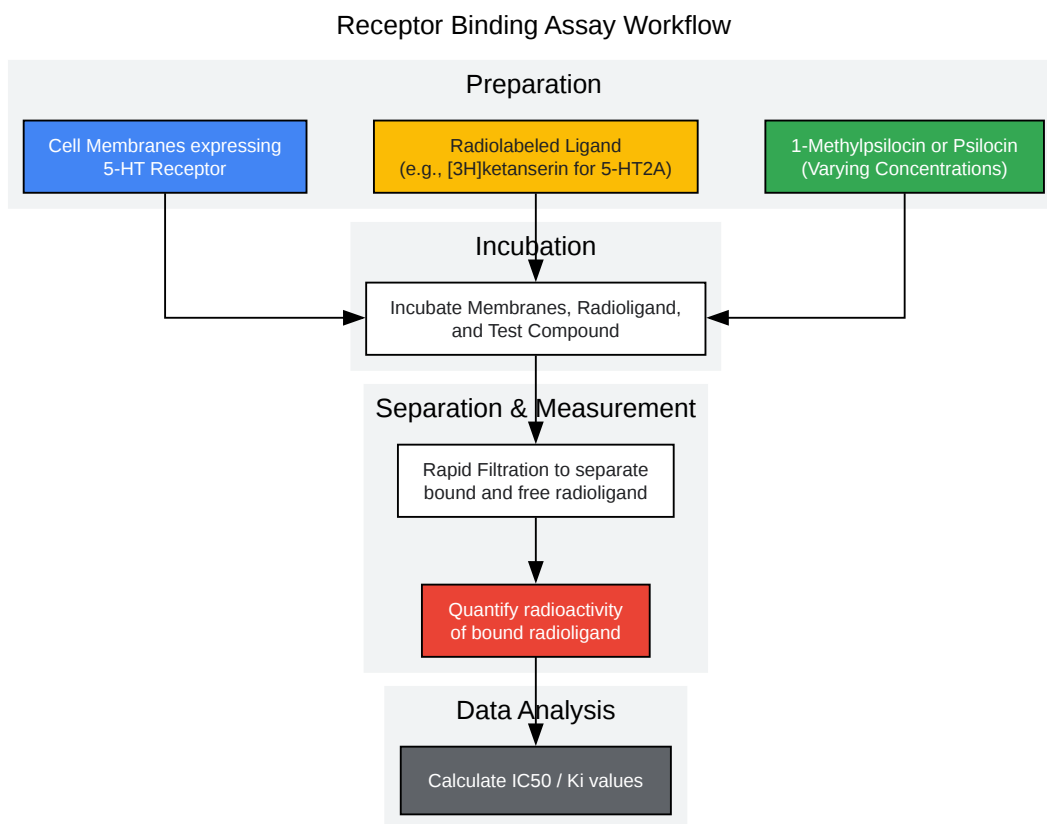 Receptor Binding Assay Workflow
Preparation
Cell Membranes expressing
5-HT Receptor
Radiolabeled Ligand
(e.g., [3H]ketanserin for 5-HT2A)
1-Methylpsilocin or Psilocin
(Varying Concentrations)
Incubation
Incubate Membranes, Radioligand,
and Test Compound
Separation & Measurement
Rapid Filtration to separate
bound and free radioligand
Quantify radioactivity
of bound radioligand
Data Analysis
Calculate IC50 / Ki values